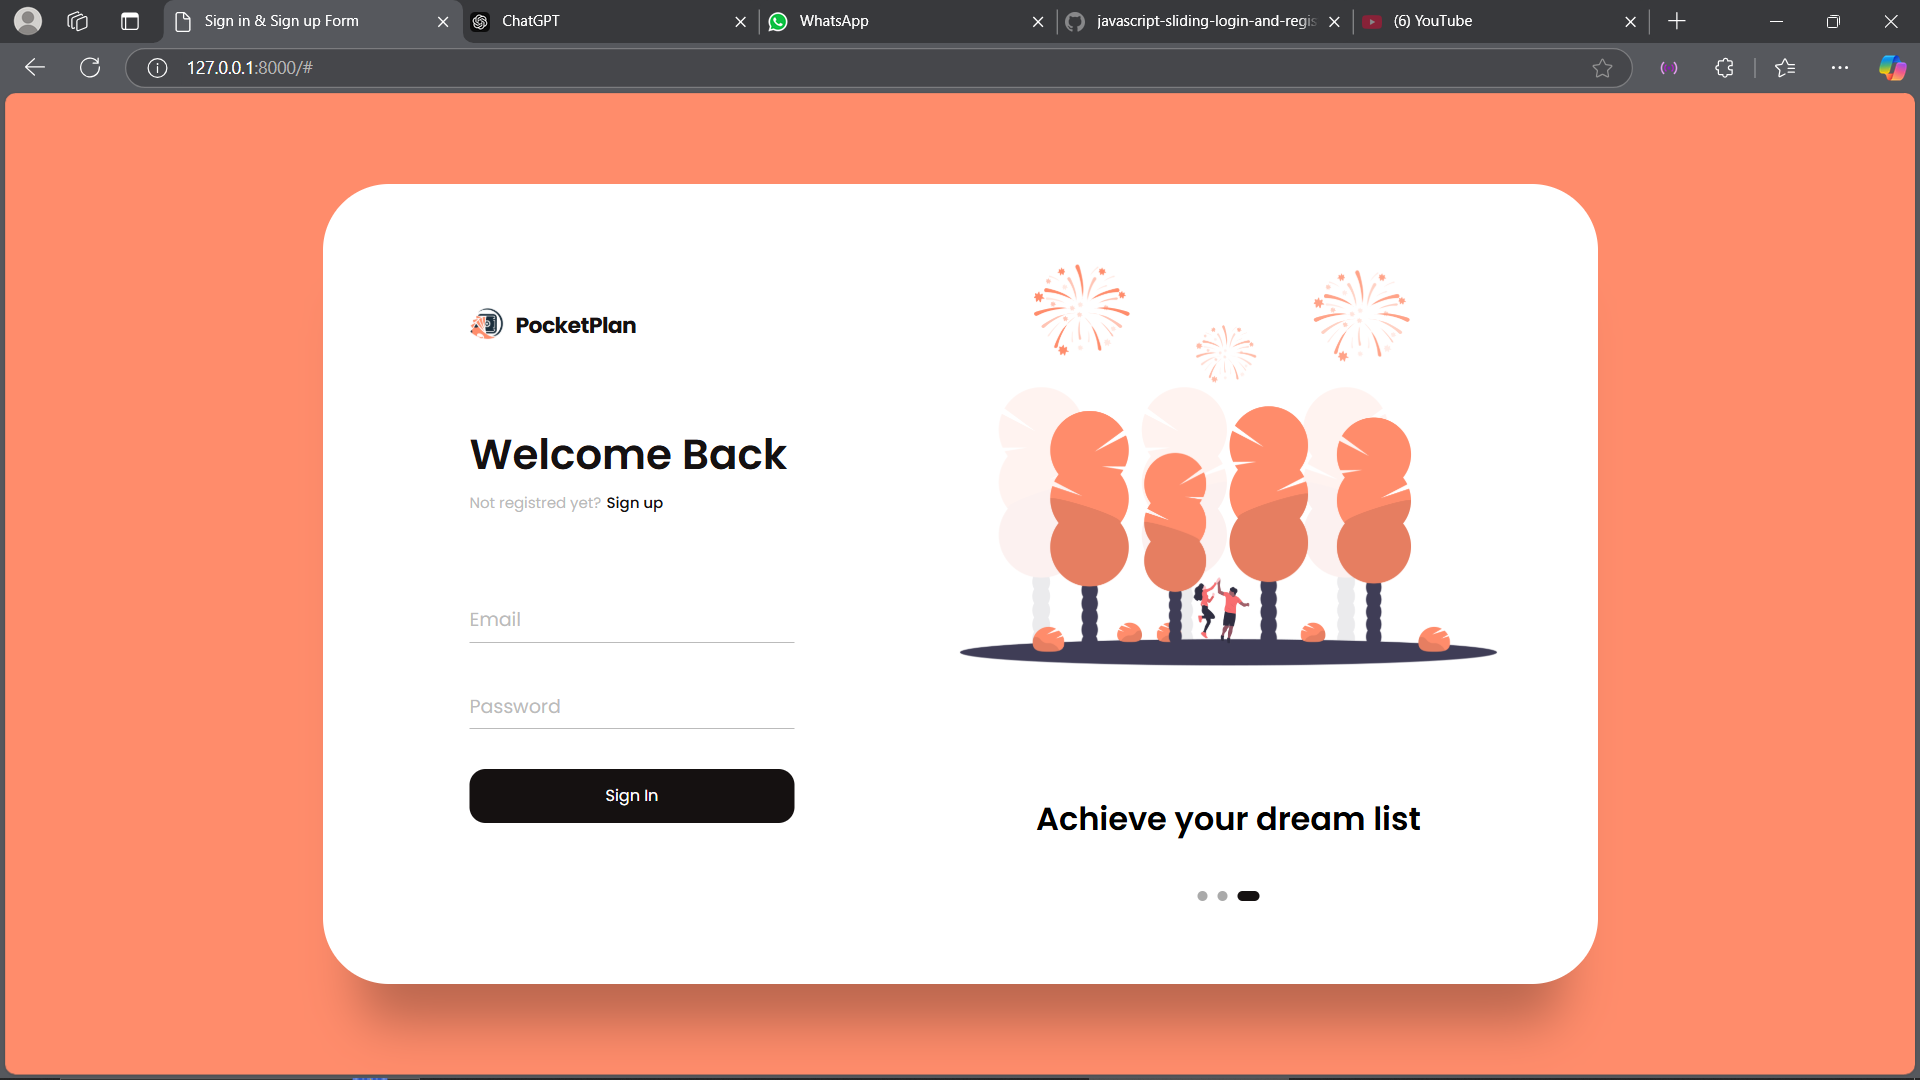 Sign in & Sign up Form
ChatGPT
WhatsApp
javascript-sliding-login-and-regis
(6) YouTube
127.0.0.1:8000/#
PocketPlan
Welcome Back
Not registred yet? Sign up
Email
Password
Sign In
Achieve your dream list